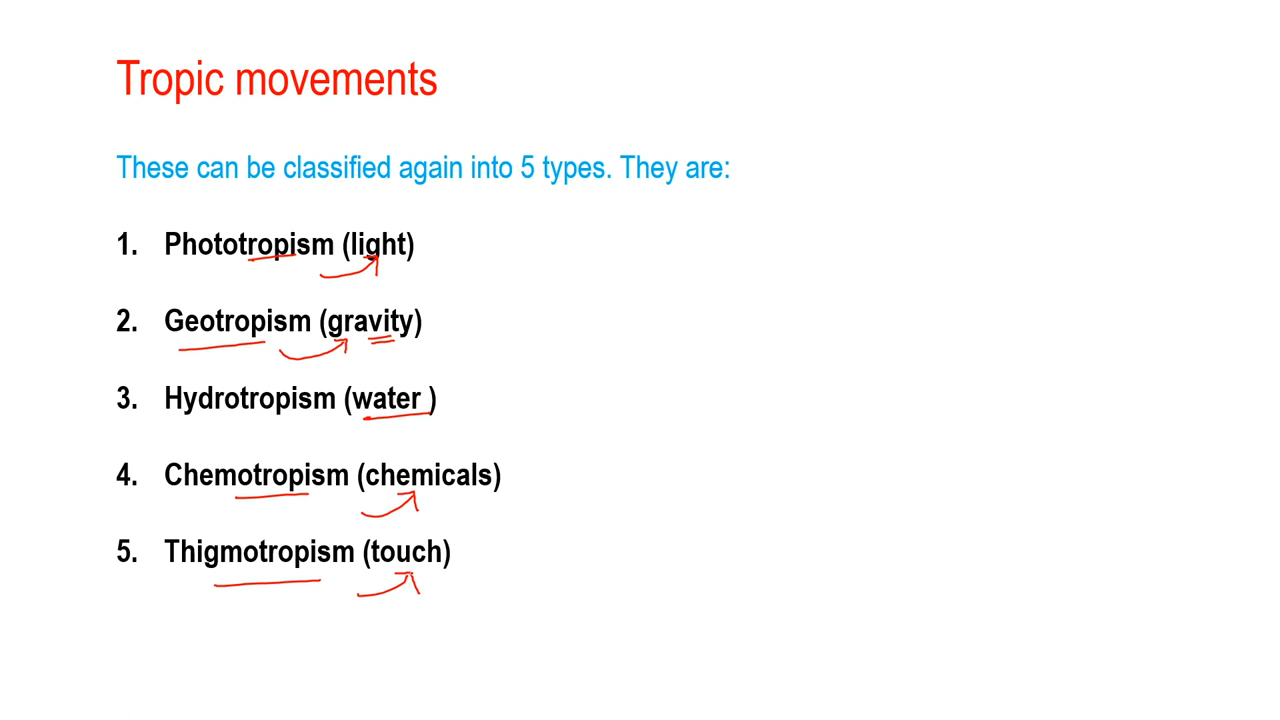 Tropic movements
These can be classified again into 5 types. They are:
1. Phototropism (light)
2. Geotropism (gravity)
3. Hydrotropism (water )
4. Chemotropism (chemicals)
5. Thigmotropism (touch)